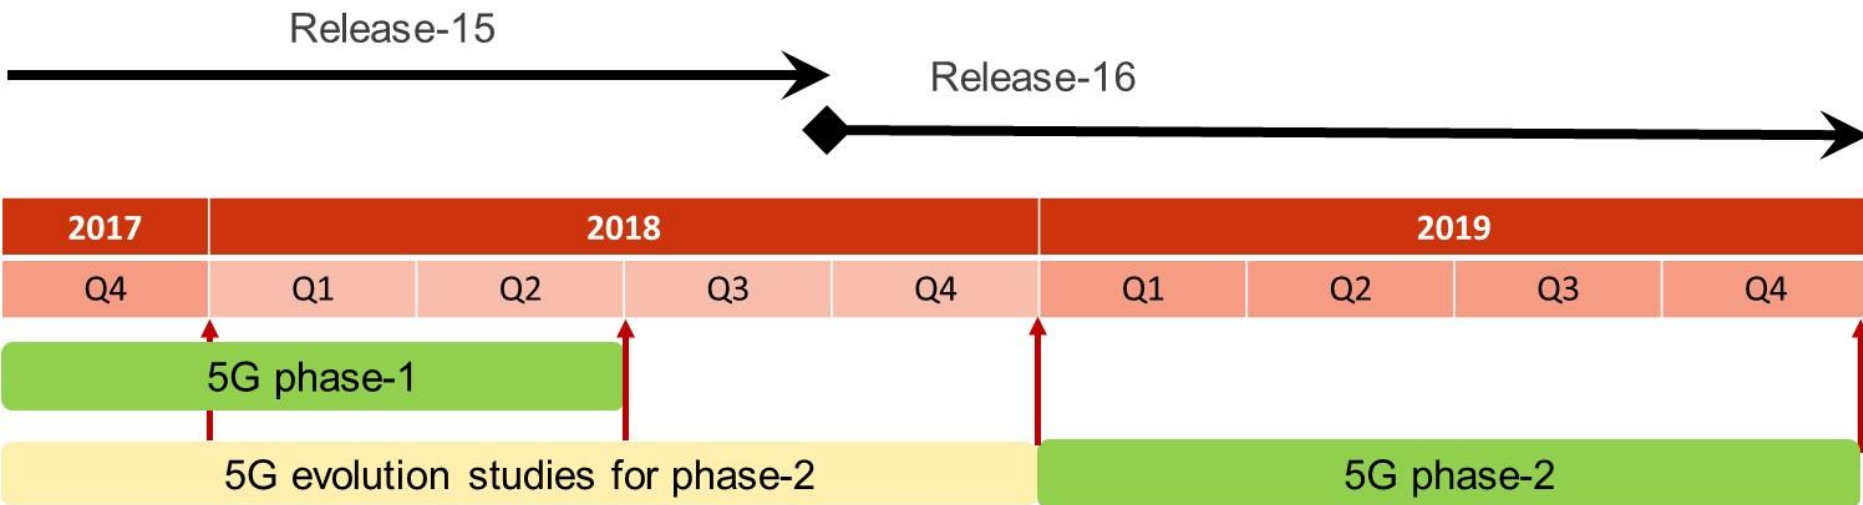 Release-15
Release-16
2017 2018 2019
Q4 Q1 Q2 Q3 Q4 Q1 Q2 Q3 Q4
5G phase-1
5G evolution studies for phase-2 5G phase-2